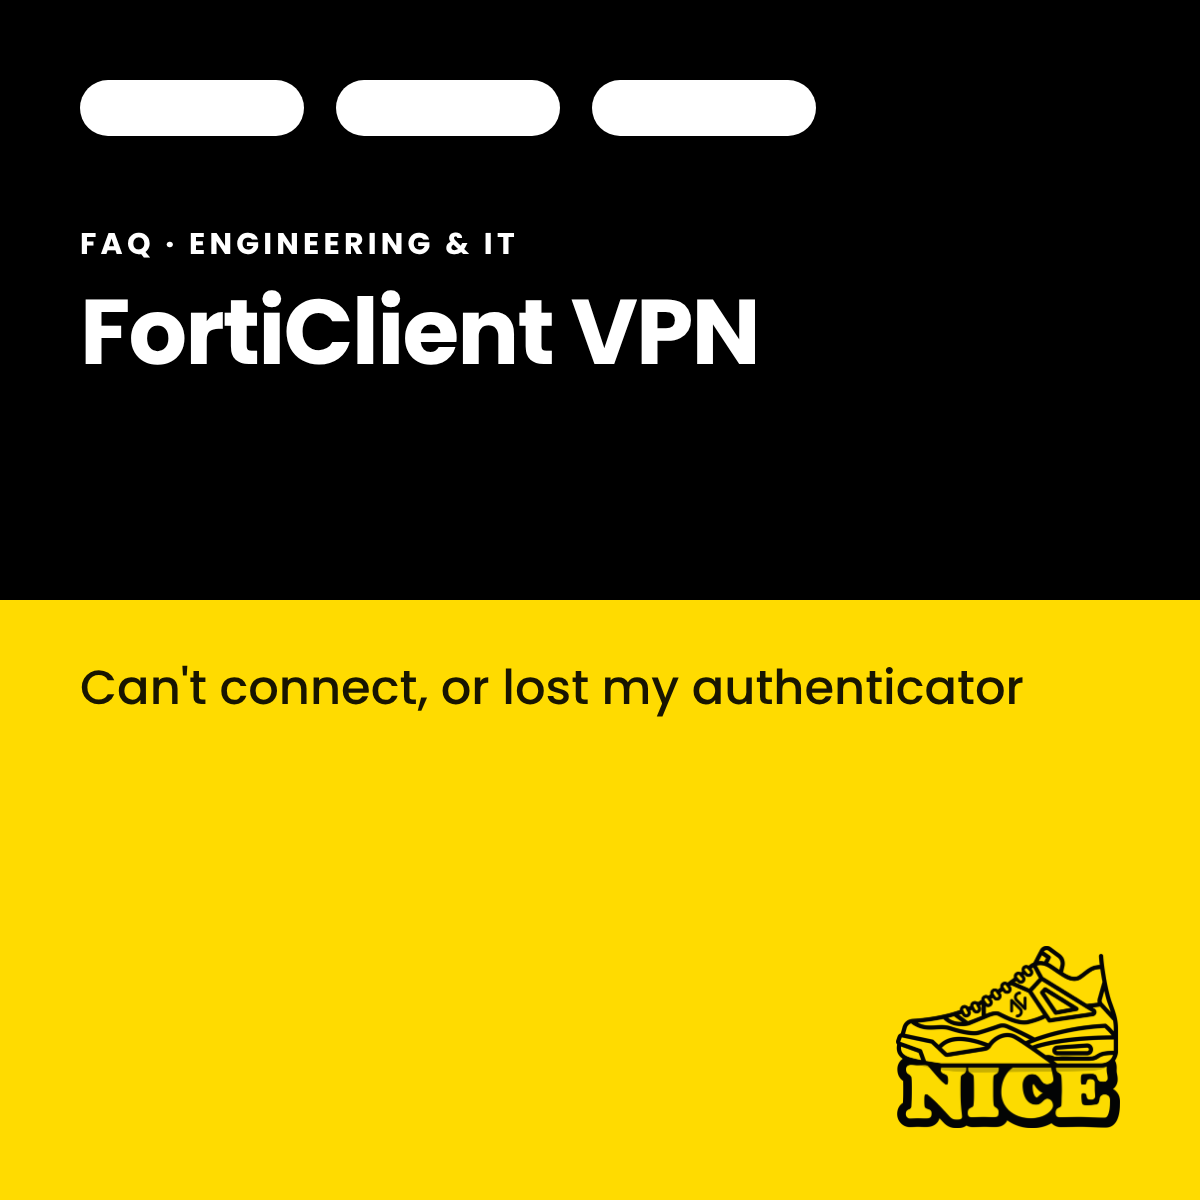 FAQ · ENGINEERING & IT
FortiClient VPN
Can't connect, or lost my authenticator
NICE